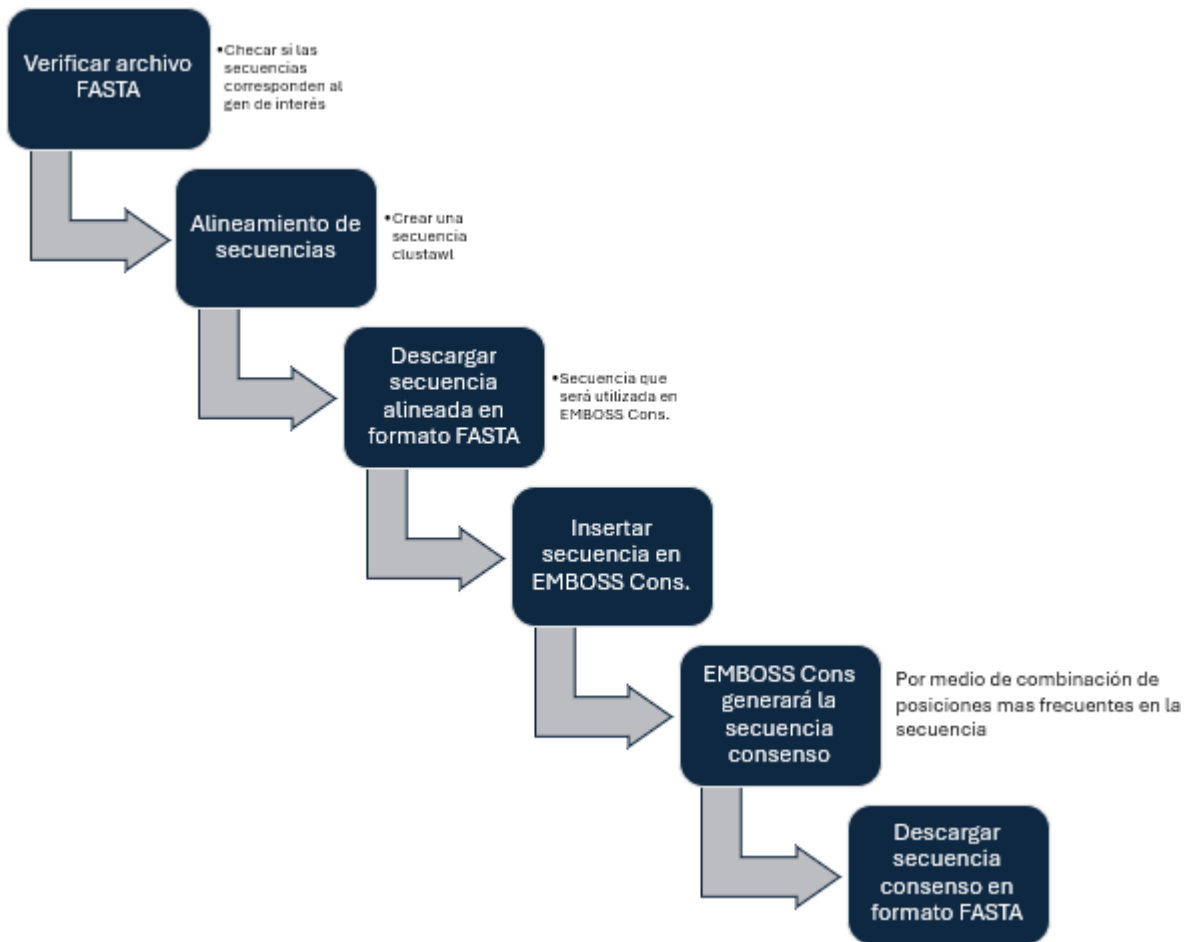 Verificar archivo
FASTA
•Checar si las
secuencias
corresponden al
gen de interés
Alineamiento de
secuencias
•Crear una
secuencia
clustawl
Descargar
secuencia
alineada en
formato FASTA
•Secuencia que
será utilizada en
EMBOSS Cons.
Insertar
secuencia en
EMBOSS Cons.
EMBOSS Cons
generará la
secuencia
consenso
Por medio de combinación de
posiciones mas frecuentes en la
secuencia
Descargar
secuencia
consenso en
formato FASTA